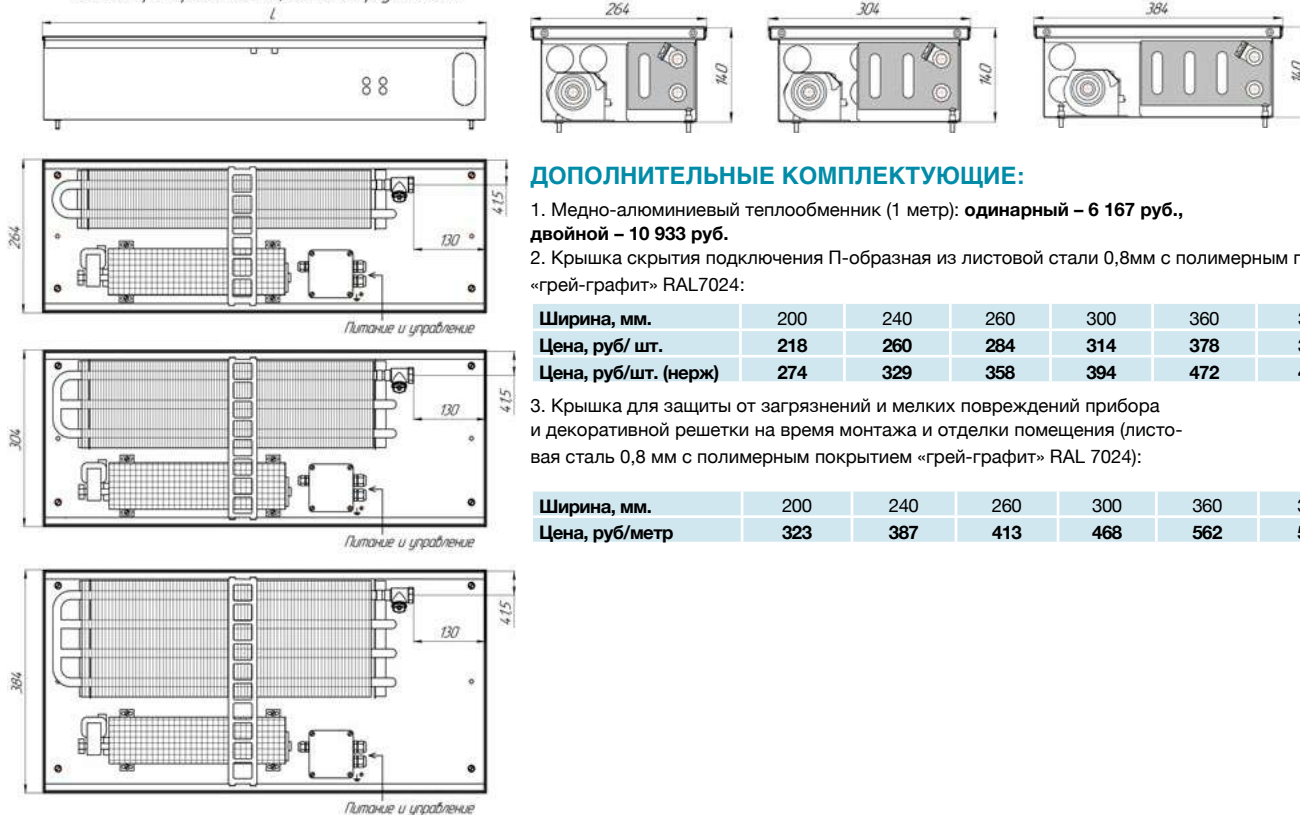 L
264
304
384
140
140
140
264
415
130
Питание и управление
304
415
130
Питание и управление
384
415
130
Питание и управление
ДОПОЛНИТЕЛЬНЫЕ КОМПЛЕКТУЮЩИЕ:
1. Медно-алюминиевый теплообменник (1 метр): одинарный – 6 167 руб.,
двойной – 10 933 руб.
2. Крышка скрытия подключения П-образная из листовой стали 0,8мм с полимерным
«грей-графит» RAL7024:
Ширина, мм. 200 240 260 300 360
Цена, руб/ шт. 218 260 284 314 378
Цена, руб/шт. (нерж) 274 329 358 394 472
3. Крышка для защиты от загрязнений и мелких повреждений прибора
и декоративной решетки на время монтажа и отделки помещения (листо-
вая сталь 0,8 мм с полимерным покрытием «грей-графит» RAL 7024):
Ширина, мм. 200 240 260 300 360
Цена, руб/метр 323 387 413 468 562